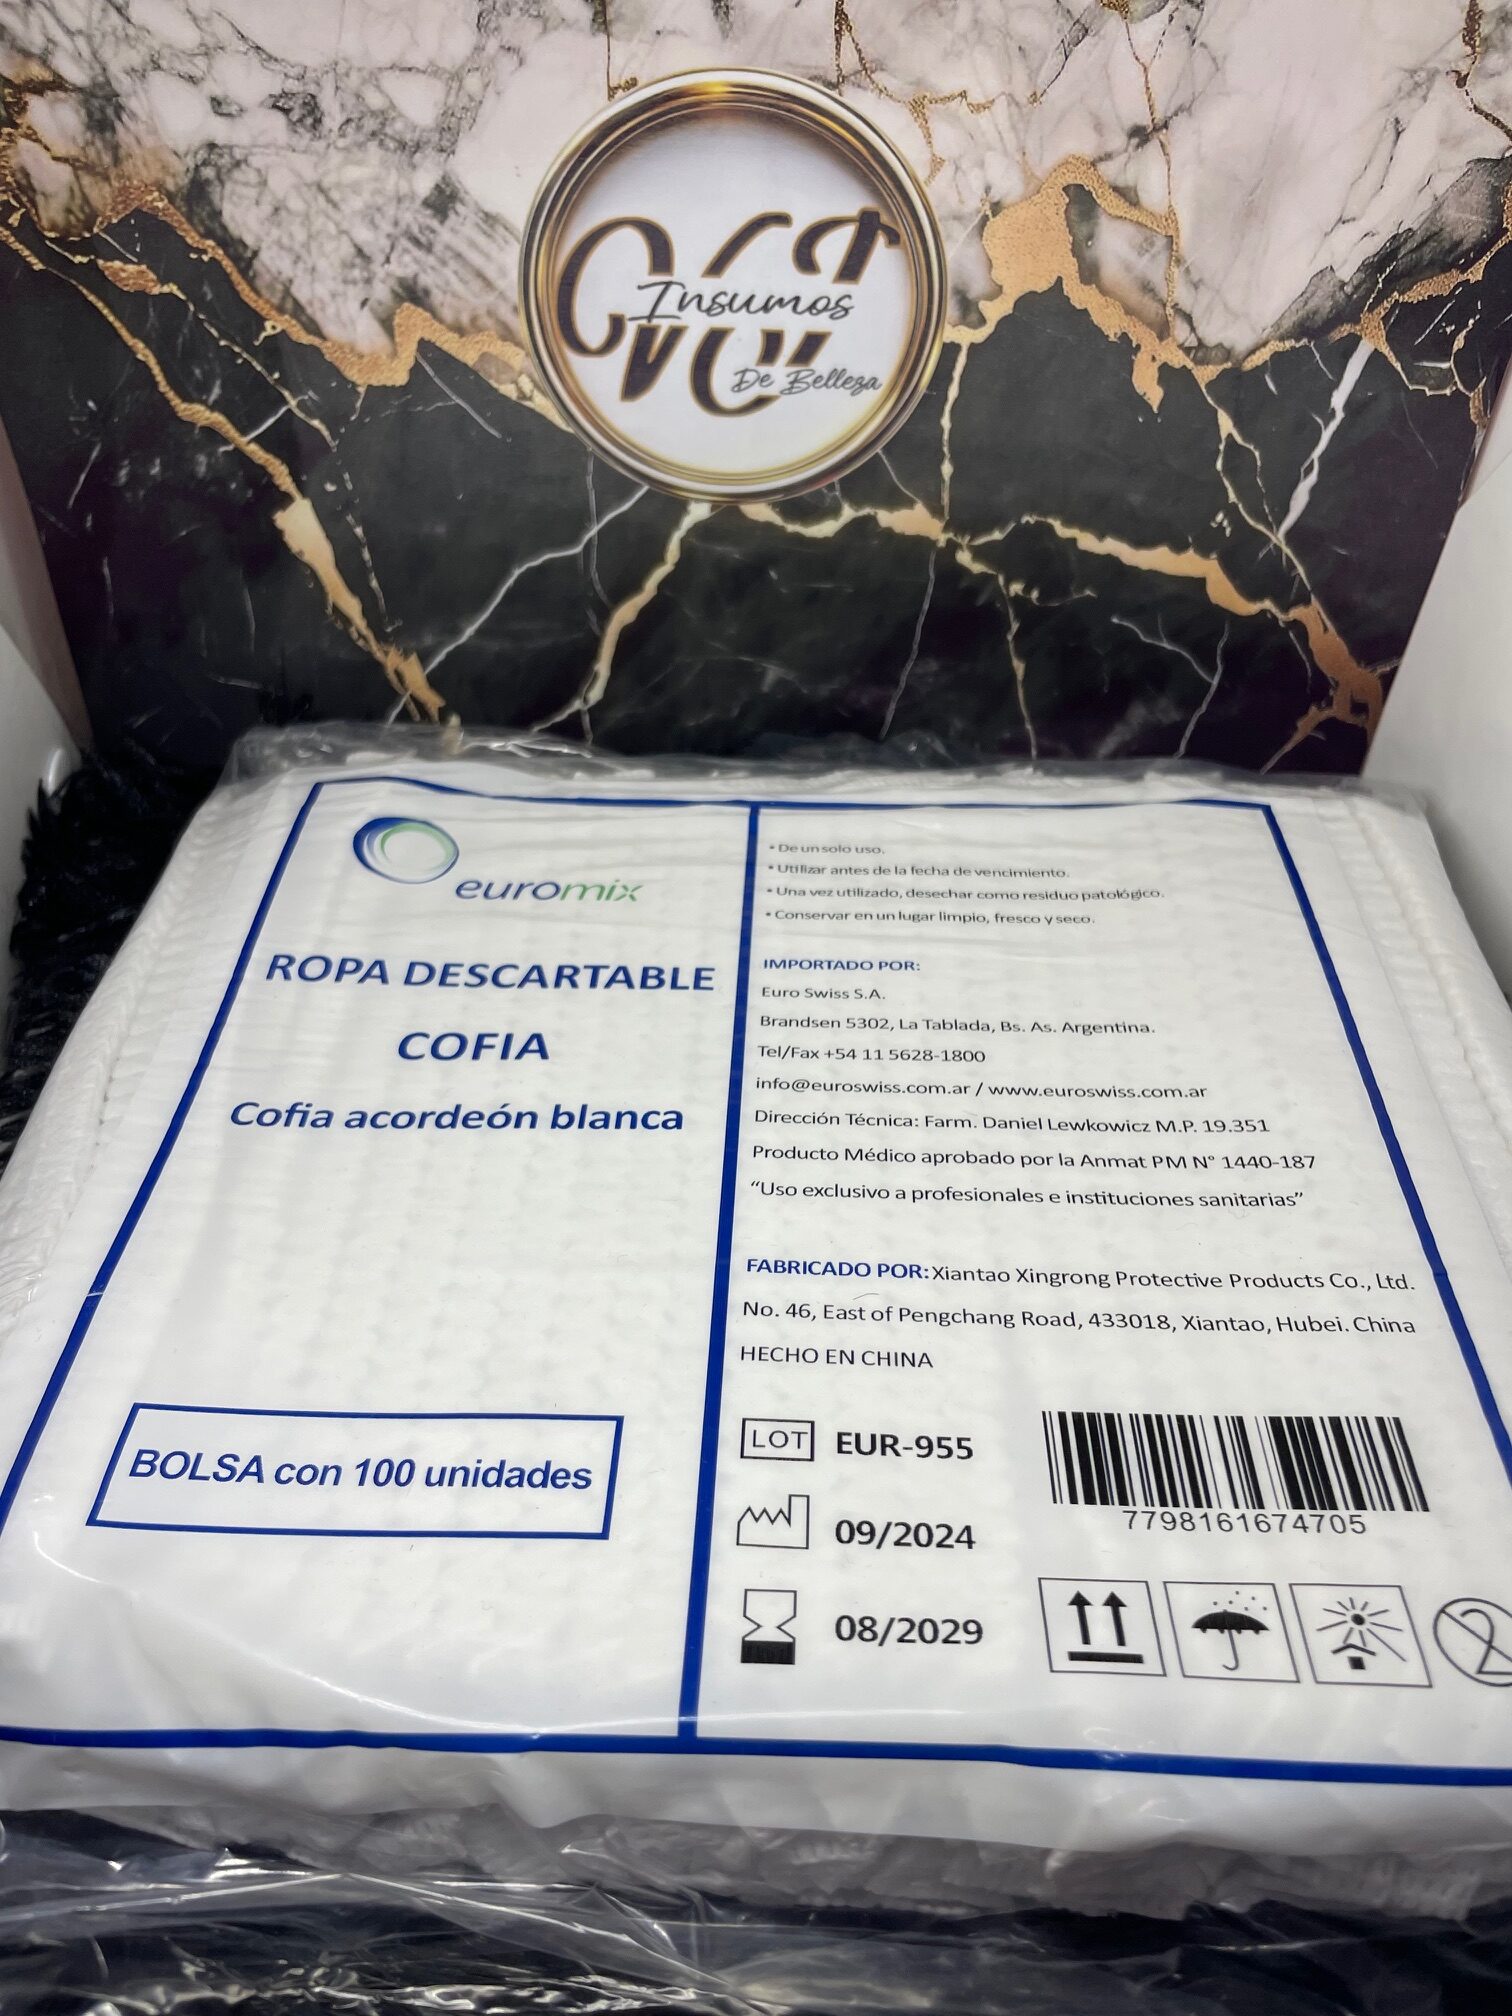 Insumos
De Belleza
euromix
ROPA DESCARTABLE
COFIA
Cofia acordeón blanca
BOLSA con 100 unidades
• De un solo uso.
• Utilizar antes de la fecha de vencimiento.
• Una vez utilizado, desechar como residuo patológico.
• Conservar en un lugar limpio, fresco y seco.
IMPORTADO POR:
Euro Swiss S.A.
Brandsen 5302, La Tablada, Bs. As. Argentina.
Tel/Fax +54 11 5628-1800
info@euroswiss.com.ar / www.euroswiss.com.ar
Dirección Técnica: Farm. Daniel Lewkowicz M.P. 19.351
Producto Médico aprobado por la Anmat PM N° 1440-187
“Uso exclusivo a profesionales e instituciones sanitarias”
FABRICADO POR: Xiantao Xingrong Protective Products Co., Ltd.
No. 46, East of Pengchang Road, 433018, Xiantao, Hubei. China
HECHO EN CHINA
LOT EUR-955
09/2024
08/2029
7798161674705
2